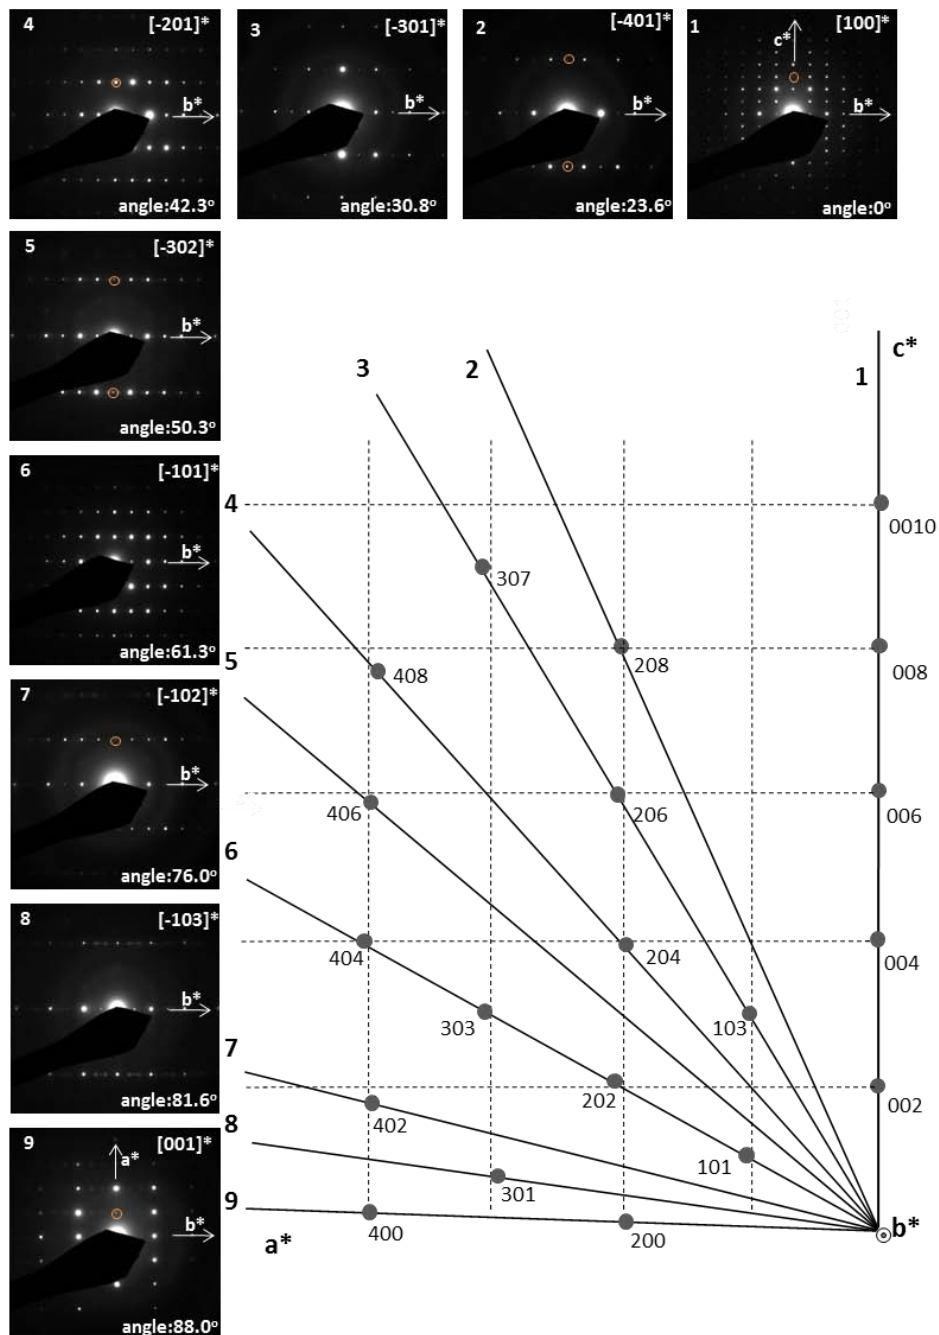 4 [-201]*
b*
angle:42.3°
3 [-301]*
b*
angle:30.8°
2 [-401]*
b*
angle:23.6°
1 [100]*
c*
b*
angle:0°
5 [-302]*
b*
angle:50.3°
6 [-101]*
b*
angle:61.3°
7 [-102]*
b*
angle:76.0°
8 [-103]*
b*
angle:81.6°
9 [001]*
a*
b*
angle:88.0°
3
2
1
c*
4
0010
307
5
408
208
008
406
206
006
6
404
204
004
303
103
7
202
002
402
8
101
301
9
400
200
a*
b*